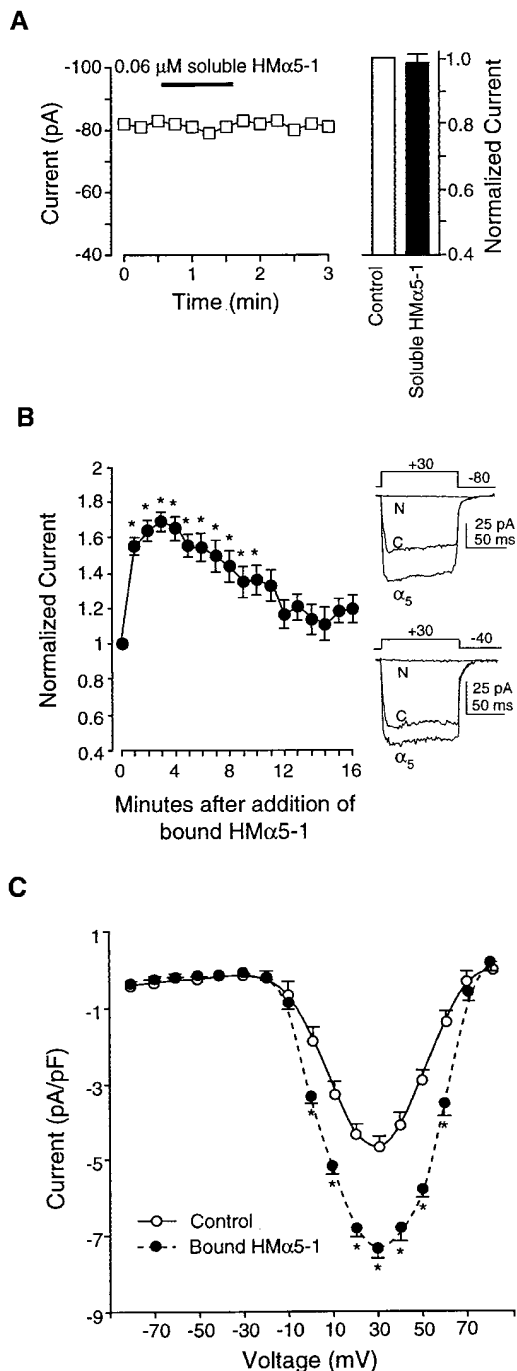 A
0.06 μM soluble HMα5-1
-100
-80
-60
-40
Current (pA)
0
1
2
3
Time (min)
1.0
0.8
0.6
0.4
Normalized Current
Control
Soluble HMα5-1
B
2
1.8
1.6
1.4
1.2
1
0.8
0.6
0.4
Normalized Current
* * * * * * * * * *
0
4
8
12
16
Minutes after addition of
bound HMα5-1
+30
-80
N
C
α5
25 pA
50 ms
+30
-40
N
C
α5
25 pA
50 ms
C
1
-1
-3
-5
-7
-9
Current (pA/pF)
* * * * * * *
Control
Bound HMα5-1
-70
-50
-30
-10
10
30
50
70
Voltage (mV)